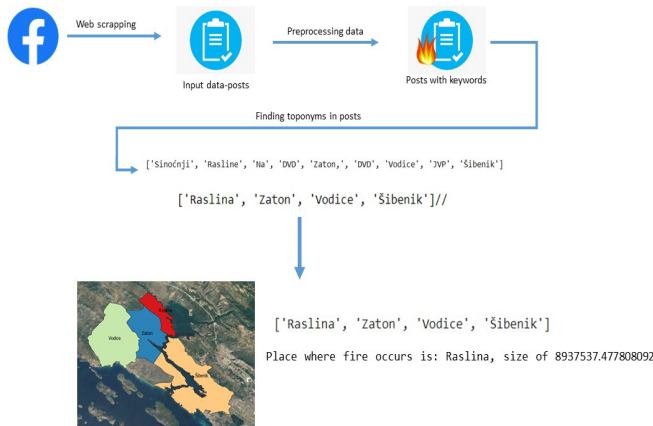 Web scrapping
Preprocessing data
Input data-posts
Posts with keywords
Finding toponyms in posts
['Sinoćnji', 'Rasline', 'Na', 'DVD', 'Zaton,', 'DVD', 'Vodice', 'JVP', 'Šibenik']
['Raslina', 'Zaton', 'Vodice', 'Šibenik']//
Raslina
Vodice
Zaton
Šibenik
['Raslina', 'Zaton', 'Vodice', 'Šibenik']
Place where fire occurs is: Raslina, size of 8937537.477808092